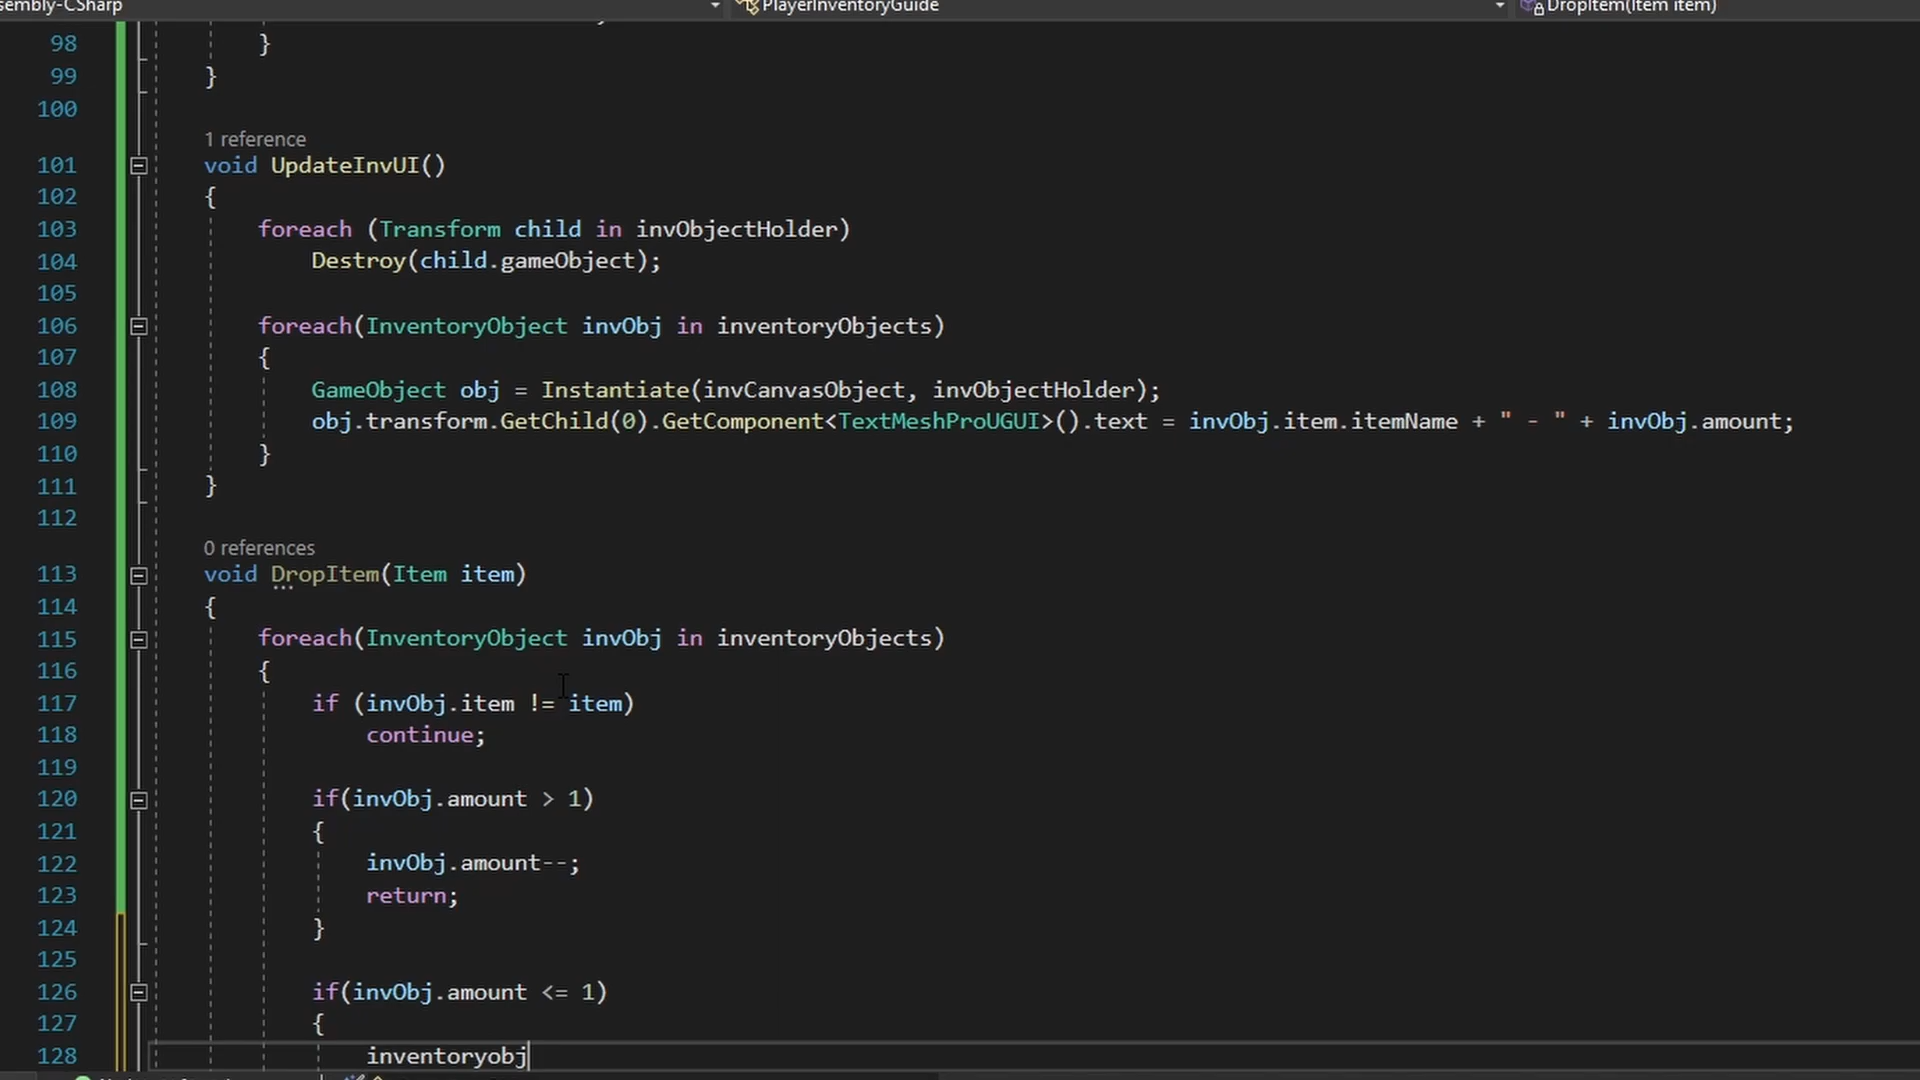 sembly-CSharp PlayerInventoryGuide DropItem(Item item)
98 }
99 }
100
1 reference
101 void UpdateInvUI()
102 {
103 foreach (Transform child in invObjectHolder)
104 Destroy(child.gameObject);
105
106 foreach(InventoryObject invObj in inventoryObjects)
107 {
108 GameObject obj = Instantiate(invCanvasObject, invObjectHolder);
109 obj.transform.GetChild(0).GetComponent<TextMeshProUGUI>().text = invObj.item.itemName + " - " + invObj.amount;
110 }
111 }
112
0 references
113 void DropItem(Item item)
114 {
115 foreach(InventoryObject invObj in inventoryObjects)
116 {
117 if (invObj.item != item)
118 continue;
119
120 if(invObj.amount > 1)
121 {
122 invObj.amount--;
123 return;
124 }
125
126 if(invObj.amount <= 1)
127 {
128 inventoryobj